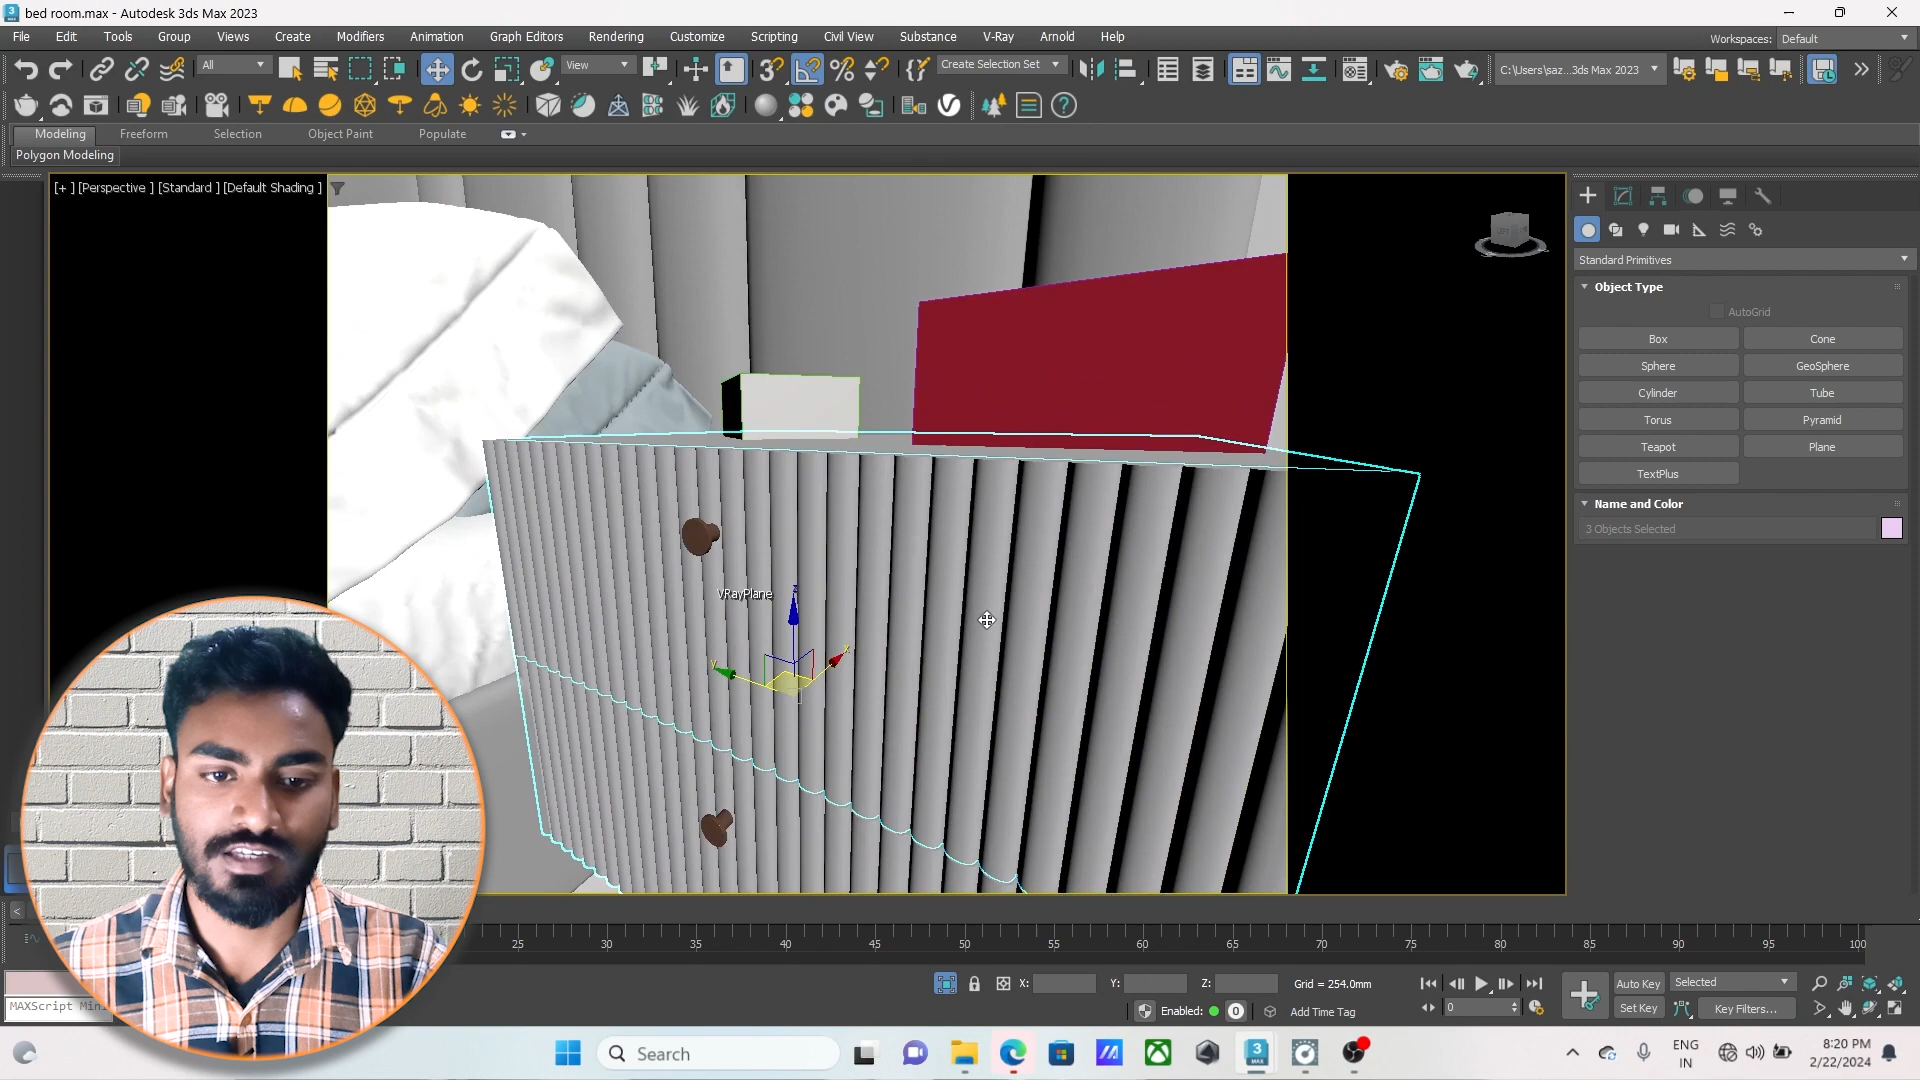 bed room.max - Autodesk 3ds Max 2023
File Edit Tools Group Views Create Modifiers Animation Graph Editors Rendering Customize Scripting Civil View Substance V-Ray Arnold Help
Workspaces: Default
All View Create Selection Set C:\Users\saz...3ds Max 2023
Modeling Freeform Selection Object Paint Populate
Polygon Modeling
[+ ] [Perspective ] [Standard ] [Default Shading ]
Standard Primitives
Object Type
AutoGrid
Box Cone
Sphere GeoSphere
Cylinder Tube
Torus Pyramid
Teapot Plane
TextPlus
Name and Color
3 Objects Selected
VRayPlane
z
y x
25 30 35 40 45 50 55 60 65 70 75 80 85 90 95 100
X: Y: Z: Grid = 254.0mm Auto Key Selected
MAXScript Min
Enabled: 0 Add Time Tag 0 Set Key Key Filters...
Search
ENG
IN
8:20 PM
2/22/2024